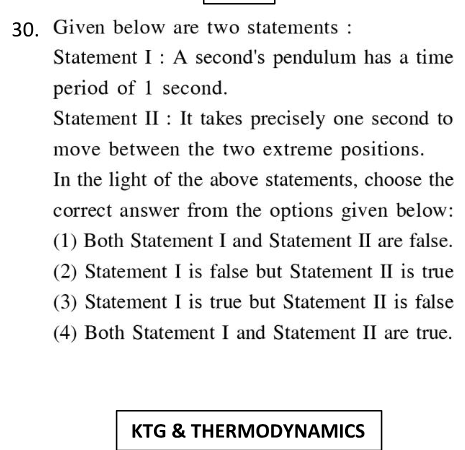 30. Given below are two statements :
Statement I : A second's pendulum has a time
period of 1 second.
Statement II : It takes precisely one second to
move between the two extreme positions.
In the light of the above statements, choose the
correct answer from the options given below:
(1) Both Statement I and Statement II are false.
(2) Statement I is false but Statement II is true
(3) Statement I is true but Statement II is false
(4) Both Statement I and Statement II are true.
KTG & THERMODYNAMICS